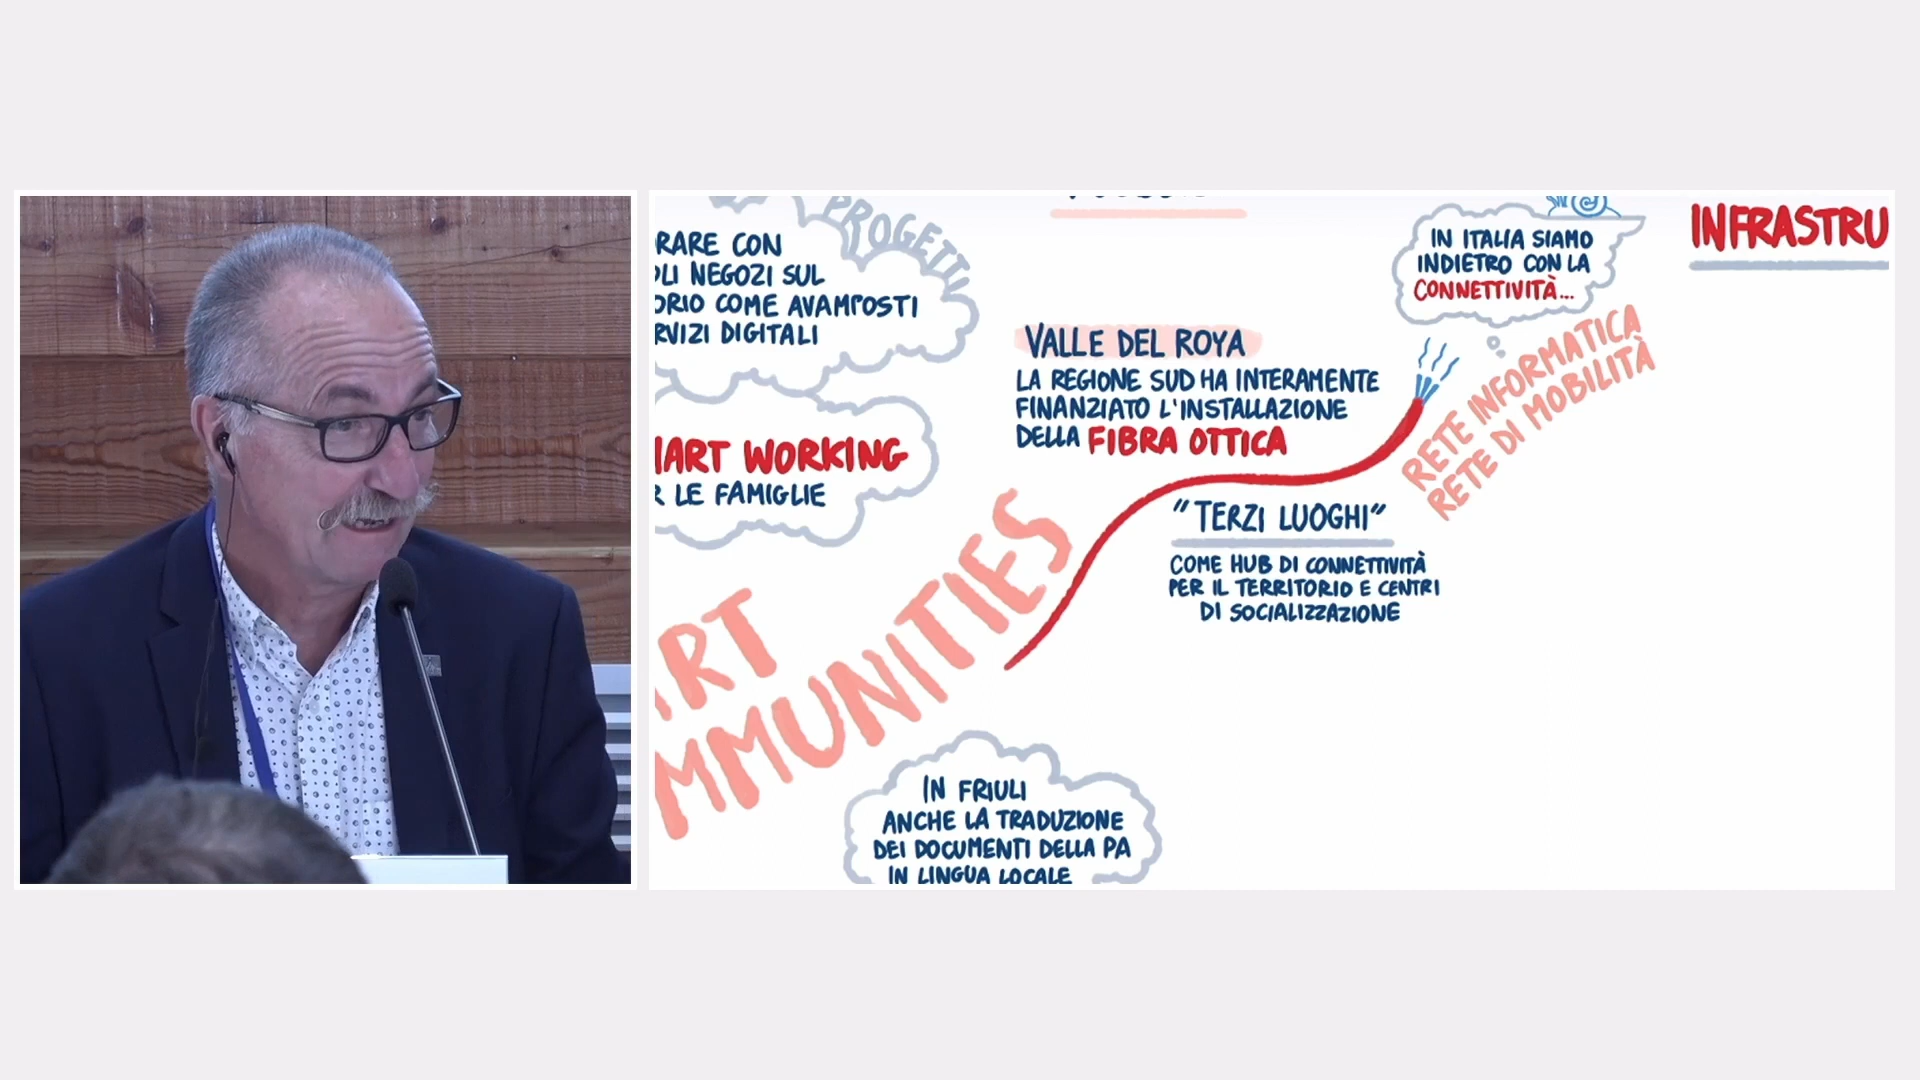 PROGETTI
RARE CON
OLI NEGOZI SUL
ORIO COME AVAMPOSTI
RVIZI DIGITALI
IART WORKING
R LE FAMIGLIE
ART
MMUNITIES
VALLE DEL ROYA
LA REGIONE SUD HA INTERAMENTE
FINANZIATO L'INSTALLAZIONE
DELLA FIBRA OTTICA
"TERZI LUOGHI"
COME HUB DI CONNETTIVITÀ
PER IL TERRITORIO E CENTRI
DI SOCIALIZZAZIONE
IN FRIULI
ANCHE LA TRADUZIONE
DEI DOCUMENTI DELLA PA
IN LINGUA LOCALE
IN ITALIA SIAMO
INDIETRO CON LA
CONNETTIVITÀ...
RETE INFORMATICA
RETE DI MOBILITÀ
INFRASTRU